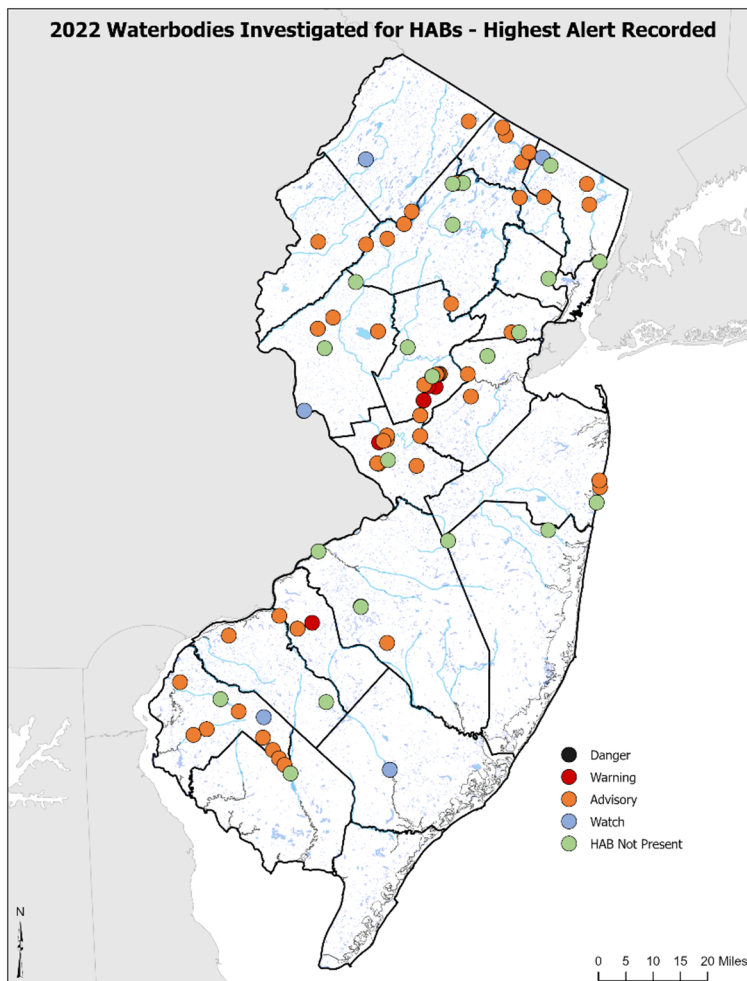 2022 Waterbodies Investigated for HABs - Highest Alert Recorded
Danger
Warning
Advisory
Watch
HAB Not Present
N
0 5 10 15 20 Miles